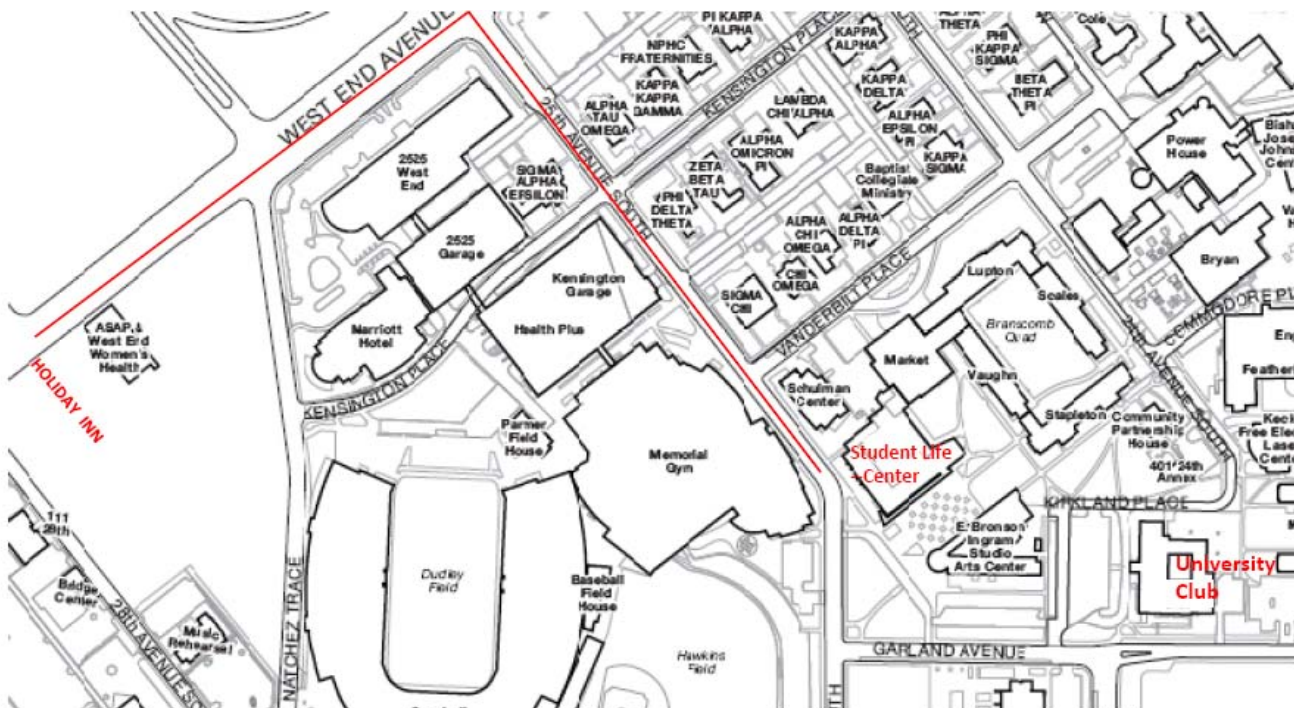 WEST END AVENUE
25th AVENUE SOUTH
PI KAPPA
ALPHA
NPHC
FRATERNITIES
KAPPA
KAPPA
GAMMA
ALPHA
TAU
OMEGA
KENSINGTON PLACE
KAPPA
ALPHA
ALPHA
THETA
PHI
KAPPA
SIGMA
BETA
THETA
PI
Cole
KAPPA
DELTA
LAMBDA
CHI ALPHA
ALPHA
EPSILON
PI
KAPPA
SIGMA
ALPHA
OMICRON
PI
ZETA
BETA
TAU
PHI
DELTA
THETA
Baptist
Collegiate
Ministry
ALPHA
DELTA
PI
ALPHA
CHI
OMEGA
CHI
OMEGA
SIGMA
CHI
VANDERBILT PLACE
Power
House
Bryan
COMMODORE
24th AVENUE SOUTH
2525
West
End
SIGMA
ALPHA
EPSILON
2525
Garage
Kensington
Garage
Health Plus
Marriott
Hotel
KENSINGTON PLACE
ASAP, &
West End
Women's
Health
HOLIDAY INN
Lupton
Scales
Branscomb
Quad
Market
Vaughn
Stapleton
Schulman
Center
Student Life
Center
Community
Partnership
House
401 24th
Annex
Free
Laser
KIRKLAND PLACE
E. Bronson
Ingram
Studio
Arts Center
University
Club
GARLAND AVENUE
Parmer
Field
House
Memorial
Gym
Dudley
Field
Baseball
Field
House
Hawkins
Field
NATCHEZ TRACE
111
28th
Bridge
Center
Music
Rehearsal
28th AVENUE